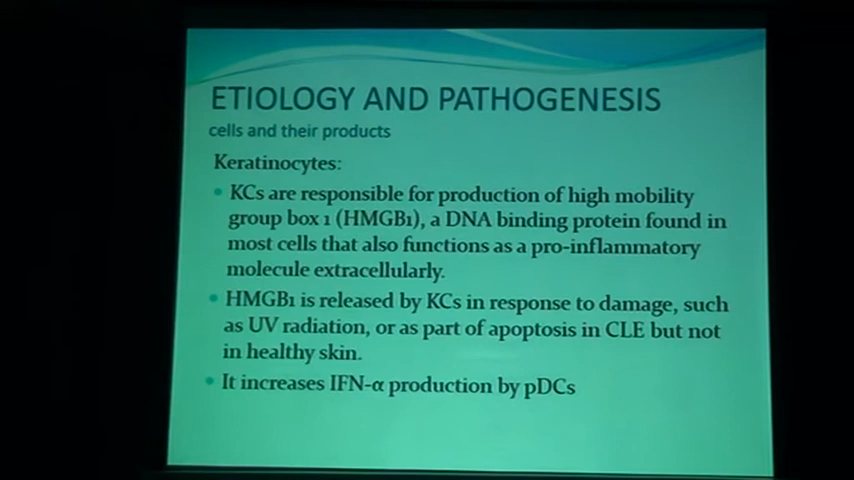 ETIOLOGY AND PATHOGENESIS
cells and their products
Keratinocytes:
• KCs are responsible for production of high mobility
group box 1 (HMGB1), a DNA binding protein found in
most cells that also functions as a pro-inflammatory
molecule extracellularly.
• HMGB1 is released by KCs in response to damage, such
as UV radiation, or as part of apoptosis in CLE but not
in healthy skin.
• It increases IFN-α production by pDCs